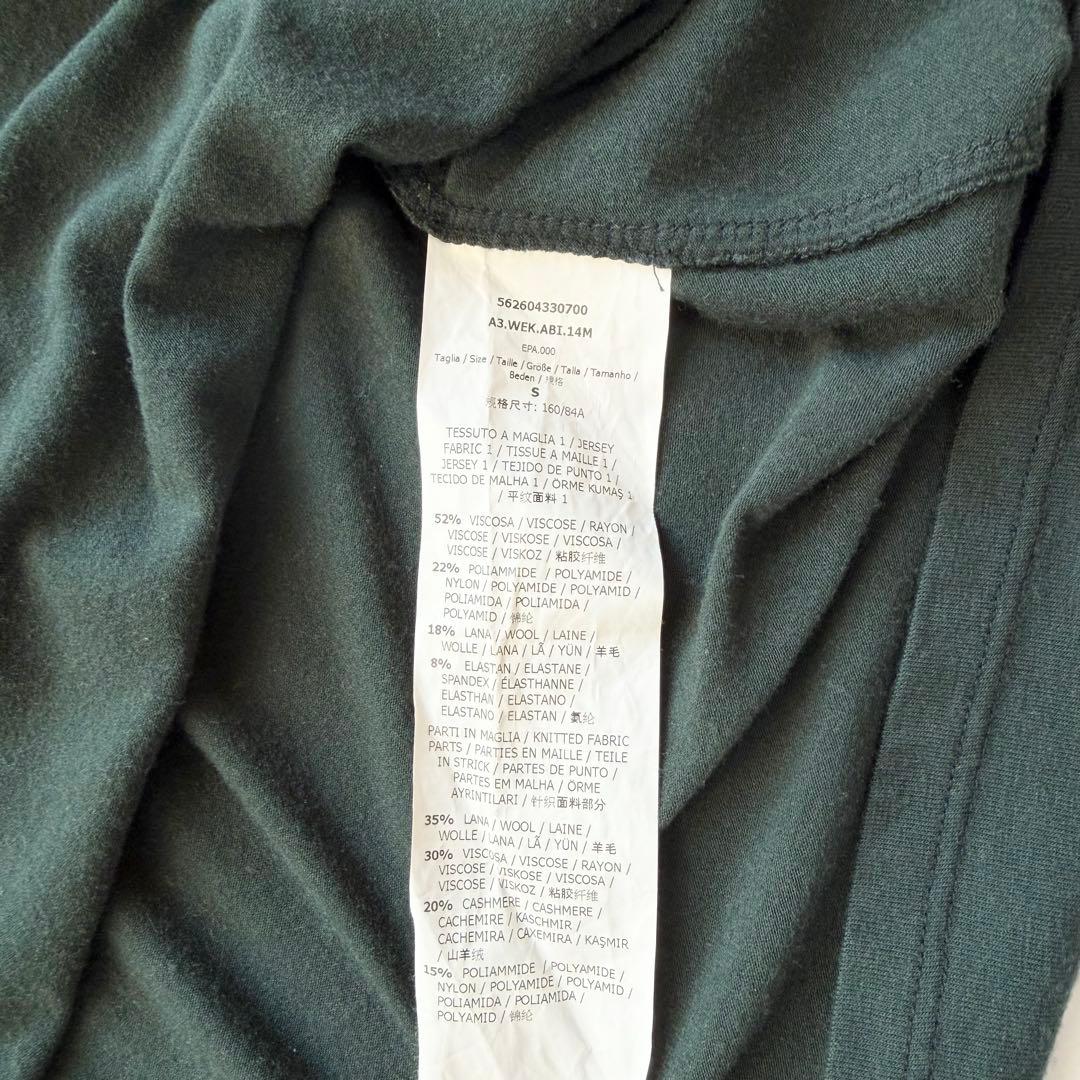 562604330700
A3.WEK.ABI.14M
EPA.000
Taglia / Size / Taille / Größe / Talla / Tamanho /
Beden / 规格
S
规格尺寸: 160/84A
TESSUTO A MAGLIA 1 / JERSEY
FABRIC 1 / TISSUE A MAILLE 1 /
JERSEY 1 / TEJIDO DE PUNTO 1 /
TECIDO DE MALHA 1 / ÖRME KUMAŞ 1
/ 平纹面料 1
52% VISCOSA / VISCOSE / RAYON /
VISCOSE / VISKOSE / VISCOSA /
VISCOSE / VISKOZ / 粘胶纤维
22% POLIAMMIDE / POLYAMIDE /
NYLON / POLYAMIDE / POLYAMID /
POLIAMIDA / POLIAMIDA /
POLYAMID / 锦纶
18% LANA / WOOL / LAINE /
WOLLE / LANA / LÃ / YÜN / 羊毛
8% ELASTAN / ELASTANE /
SPANDEX / ÉLASTHANNE /
ELASTHAN / ELASTANO /
ELASTANO / ELASTAN / 氨纶
PARTI IN MAGLIA / KNITTED FABRIC
PARTS / PARTIES EN MAILLE / TEILE
IN STRICK / PARTES DE PUNTO /
PARTES EM MALHA / ÖRME
AYRINTILARI / 针织面料部分
35% LANA / WOOL / LAINE /
WOLLE / LANA / LÃ / YÜN / 羊毛
30% VISCOSA / VISCOSE / RAYON /
VISCOSE / VISKOSE / VISCOSA /
VISCOSE / VISKOZ / 粘胶纤维
20% CASHMERE / CASHMERE /
CACHEMIRE / KASCHMIR /
CACHEMIRA / CAXEMIRA / KAŞMIR
/ 山羊绒
15% POLIAMMIDE / POLYAMIDE /
NYLON / POLYAMIDE / POLYAMID /
POLIAMIDA / POLIAMIDA /
POLYAMID / 锦纶